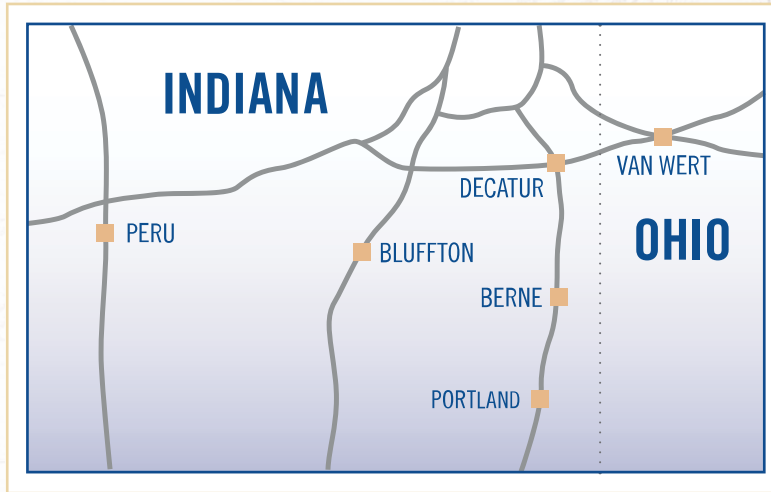 INDIANA
VAN WERT
DECATUR
PERU
OHIO
BLUFFTON
BERNE
PORTLAND